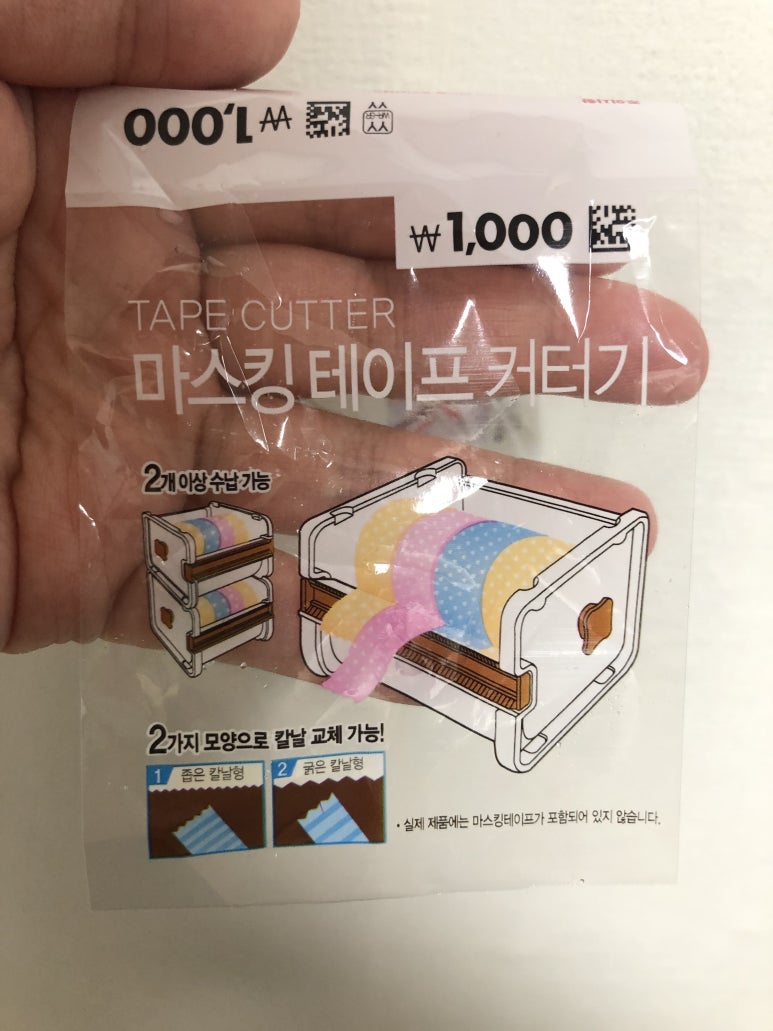 ₩1,000
₩1,000
TAPE CUTTER
마스킹 테이프 커터기
2개 이상 수납 가능
2가지 모양으로 칼날 교체 가능!
1 좁은 칼날형
2 굵은 칼날형
• 실제 제품에는 마스킹테이프가 포함되어 있지 않습니다.